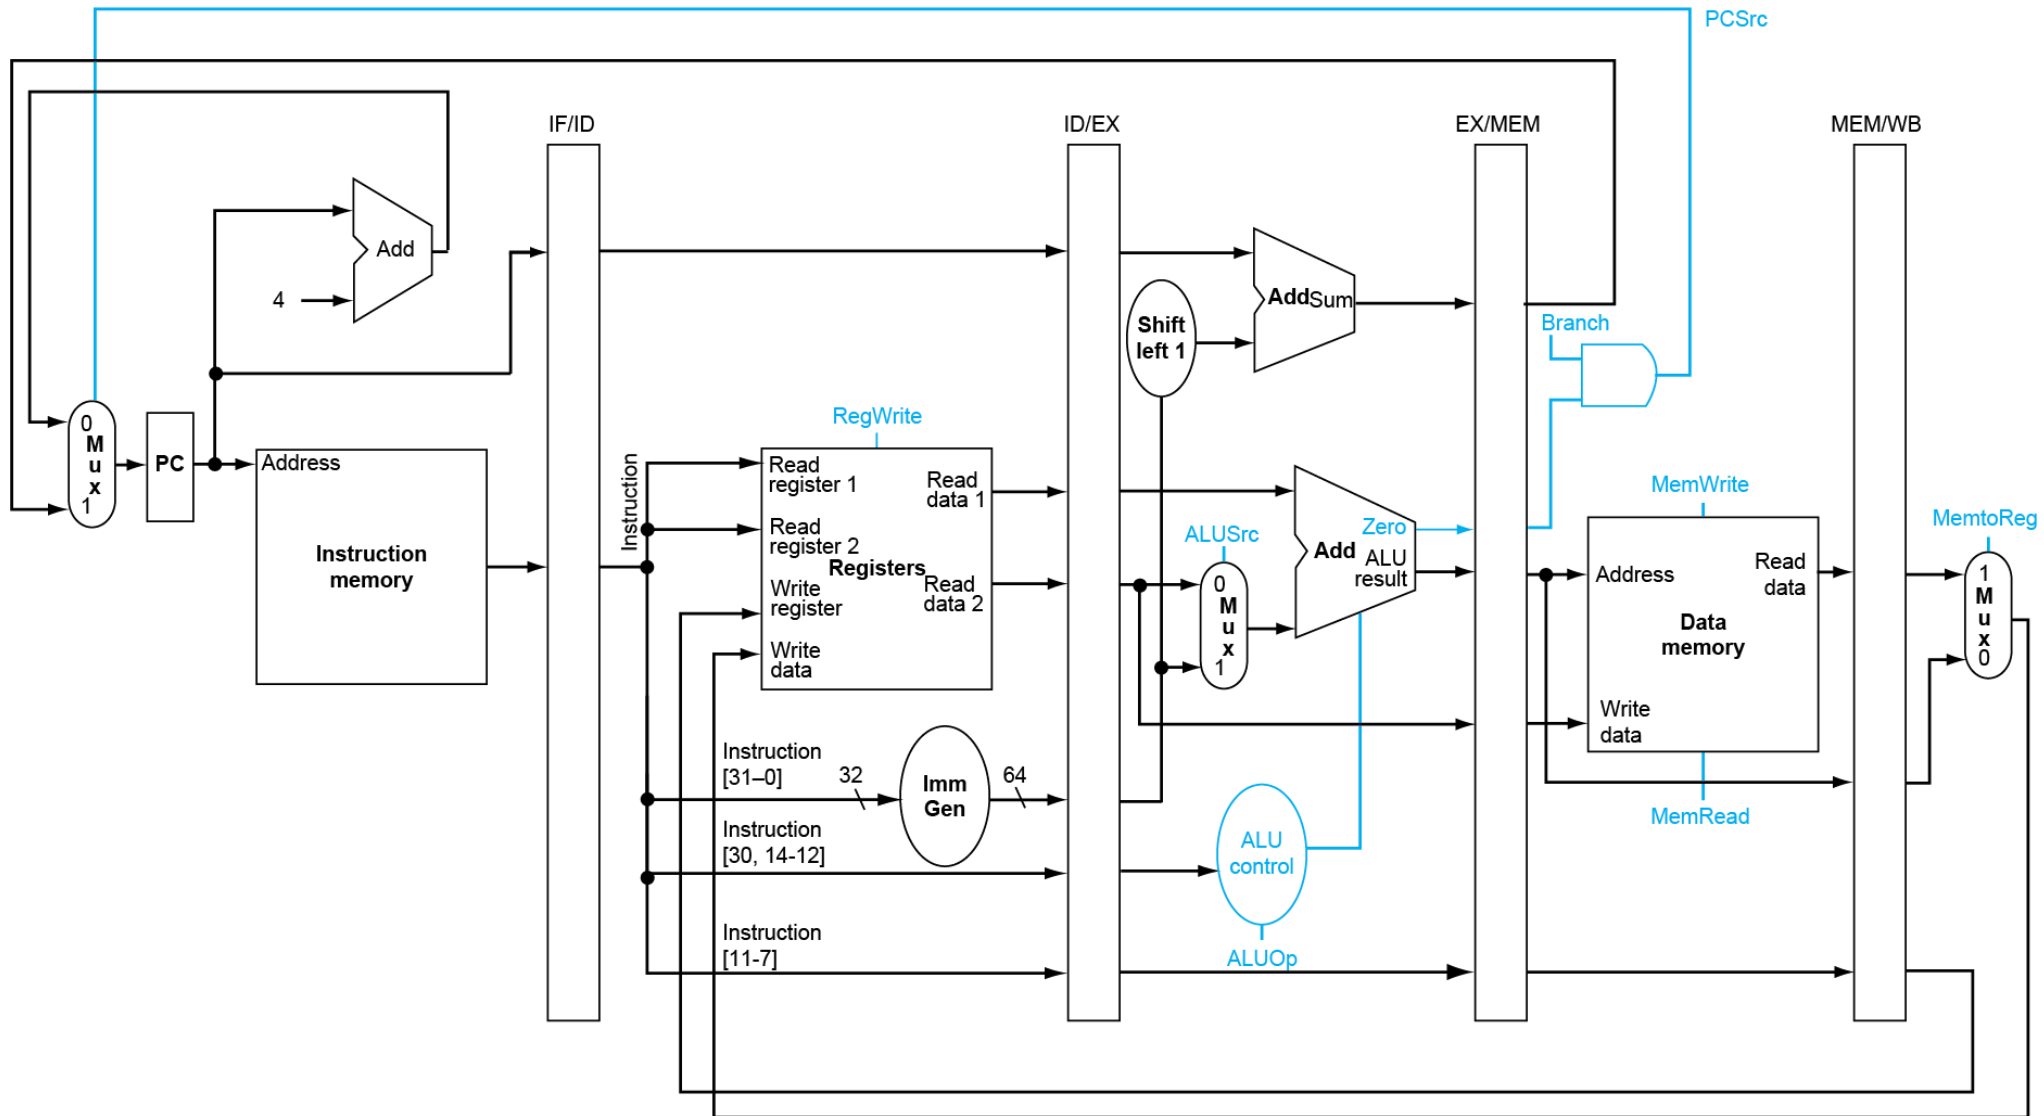 PCSrc
IF/ID
ID/EX
EX/MEM
MEM/WB
Add
4
Shift
left 1
Add Sum
Branch
0
M
u
x
1
PC
Address
Instruction
memory
Instruction
RegWrite
Read
register 1
Read
register 2
Write
register
Write
data
Registers
Read
data 1
Read
data 2
ALUSrc
0
M
u
x
1
Zero
Add
ALU
result
MemWrite
Address
Read
data
Data
memory
Write
data
MemRead
MemtoReg
1
M
u
x
0
Instruction
[31–0]
32
Imm
Gen
64
Instruction
[30, 14-12]
ALU
control
ALUOp
Instruction
[11-7]